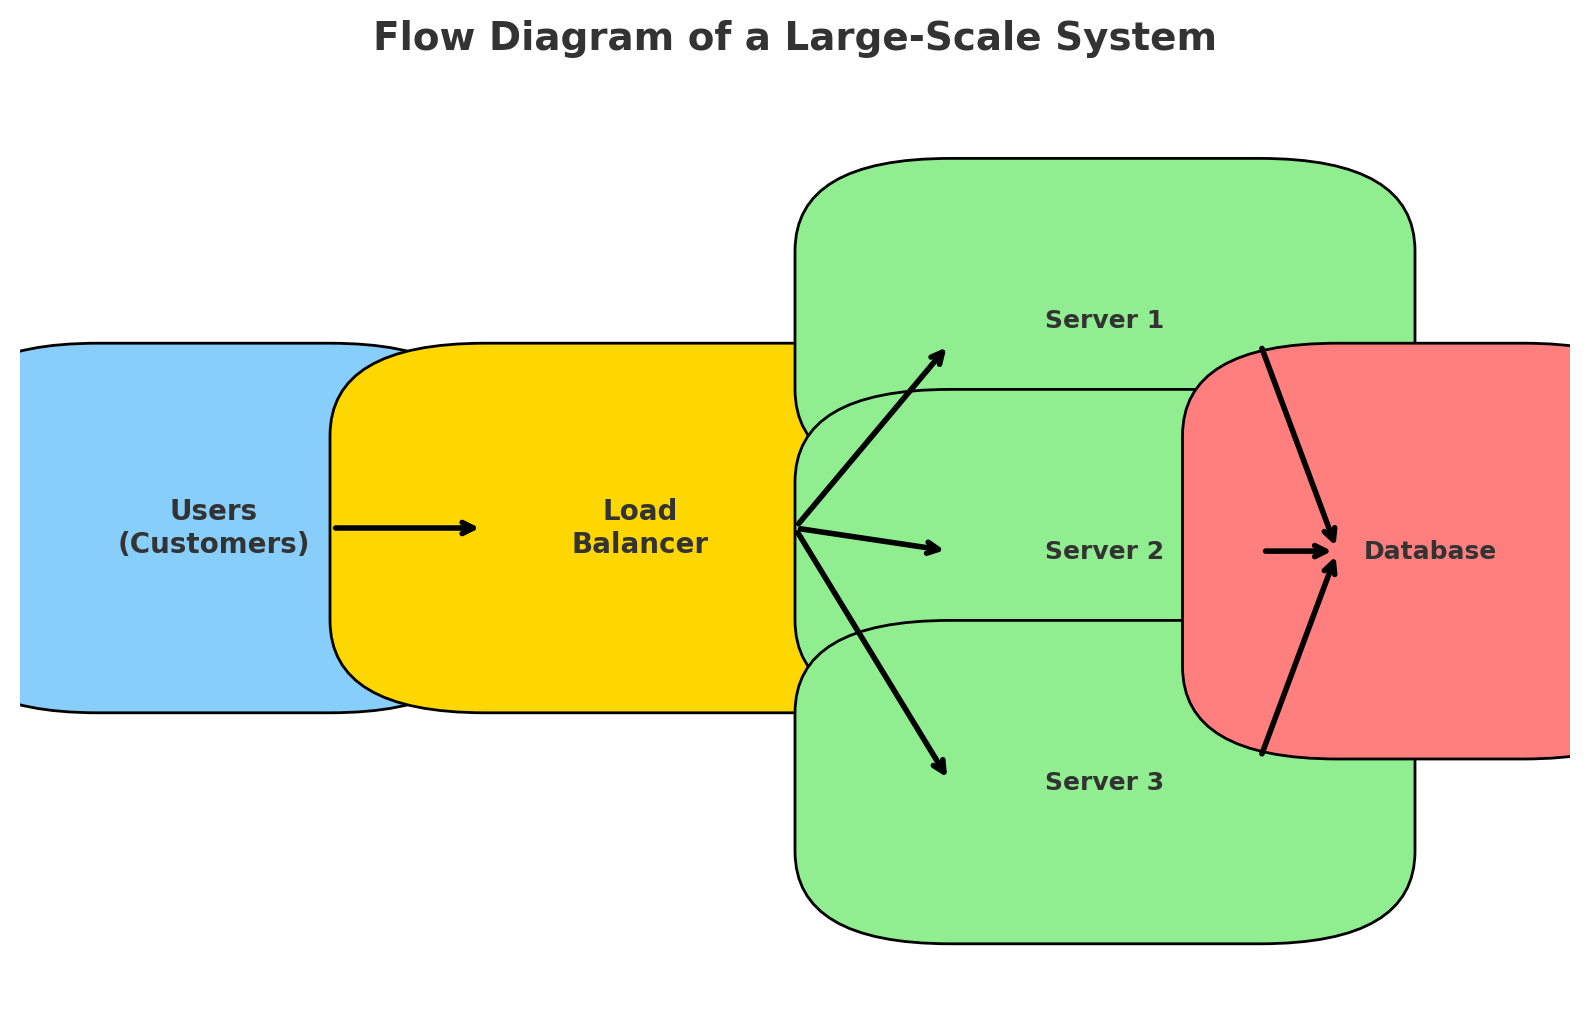 Flow Diagram of a Large-Scale System
Users
(Customers)
Load
Balancer
Server 1
Server 2
Server 3
Database